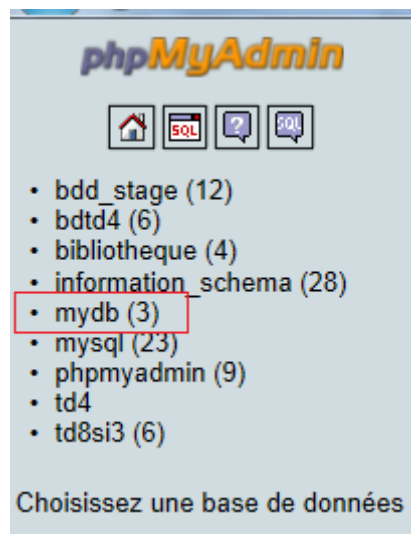 phpMyAdmin
SQL ? SQL
• bdd_stage (12)
• bdtd4 (6)
• bibliotheque (4)
• information_schema (28)
• mydb (3)
• mysql (23)
• phpmyadmin (9)
• td4
• td8si3 (6)
Choisissez une base de données